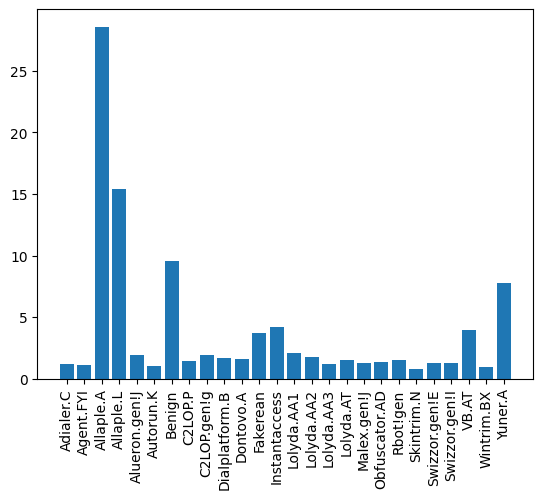 25
20
15
10
5
0
Adialer.C
Agent.FYI
Allaple.A
Allaple.L
Alueron.gen!J
Autorun.K
Benign
C2LOP.P
C2LOP.gen!g
Dialplatform.B
Dontovo.A
Fakerean
Instantaccess
Lolyda.AA1
Lolyda.AA2
Lolyda.AA3
Lolyda.AT
Malex.gen!J
Obfuscator.AD
Rbot!gen
Skintrim.N
Swizzor.gen!E
Swizzor.gen!I
VB.AT
Wintrim.BX
Yuner.A